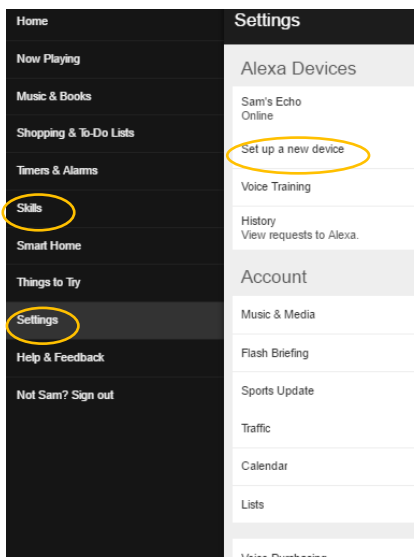 Home
Now Playing
Music & Books
Shopping & To-Do Lists
Timers & Alarms
Skills
Smart Home
Things to Try
Settings
Help & Feedback
Not Sam? Sign out
Settings
Alexa Devices
Sam's Echo
Online
Set up a new device
Voice Training
History
View requests to Alexa.
Account
Music & Media
Flash Briefing
Sports Update
Traffic
Calendar
Lists
Voice Purchasing